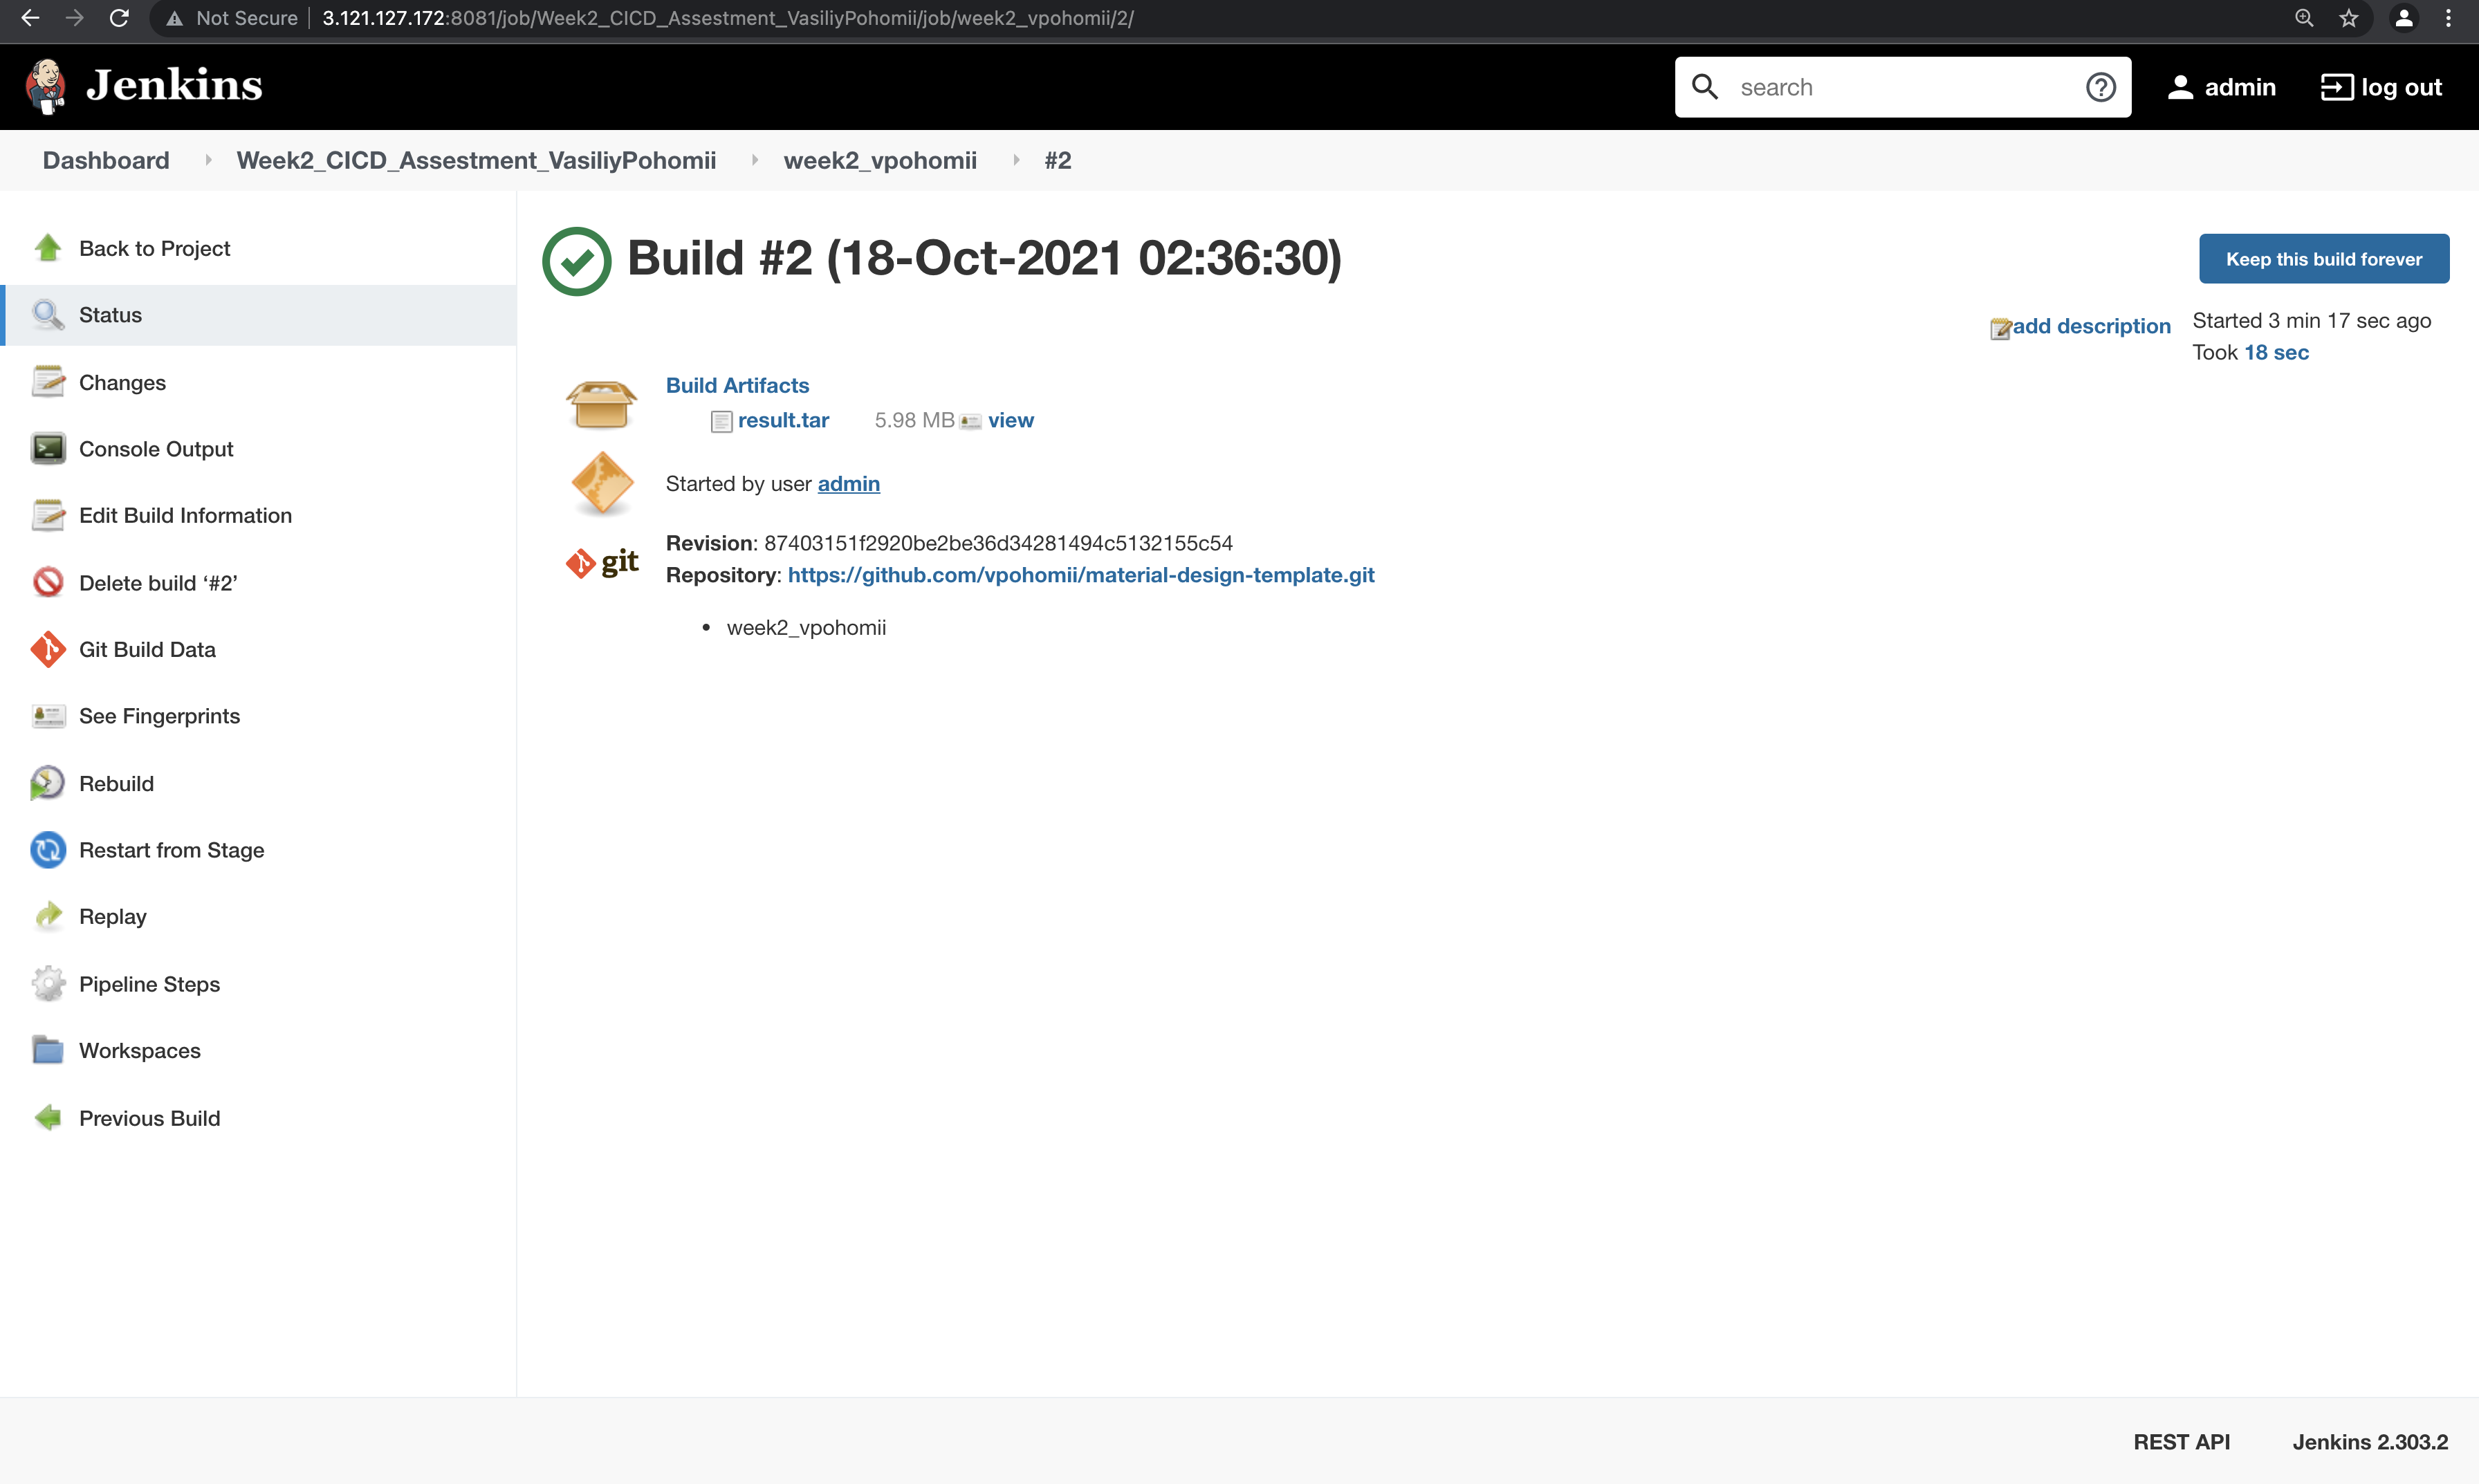 Not Secure 3.121.127.172:8081/job/Week2_CICD_Assestment_VasiliyPohomii/job/week2_vpohomii/2/
Jenkins
search
admin
log out
Dashboard
Week2_CICD_Assestment_VasiliyPohomii
week2_vpohomii
#2
Back to Project
Status
Changes
Console Output
Edit Build Information
Delete build ‘#2’
Git Build Data
See Fingerprints
Rebuild
Restart from Stage
Replay
Pipeline Steps
Workspaces
Previous Build
Build #2 (18-Oct-2021 02:36:30)
Keep this build forever
add description
Started 3 min 17 sec ago
Took 18 sec
Build Artifacts
result.tar 5.98 MB view
Started by user admin
git
Revision: 87403151f2920be2be36d34281494c5132155c54
Repository: https://github.com/vpohomii/material-design-template.git
• week2_vpohomii
REST API
Jenkins 2.303.2